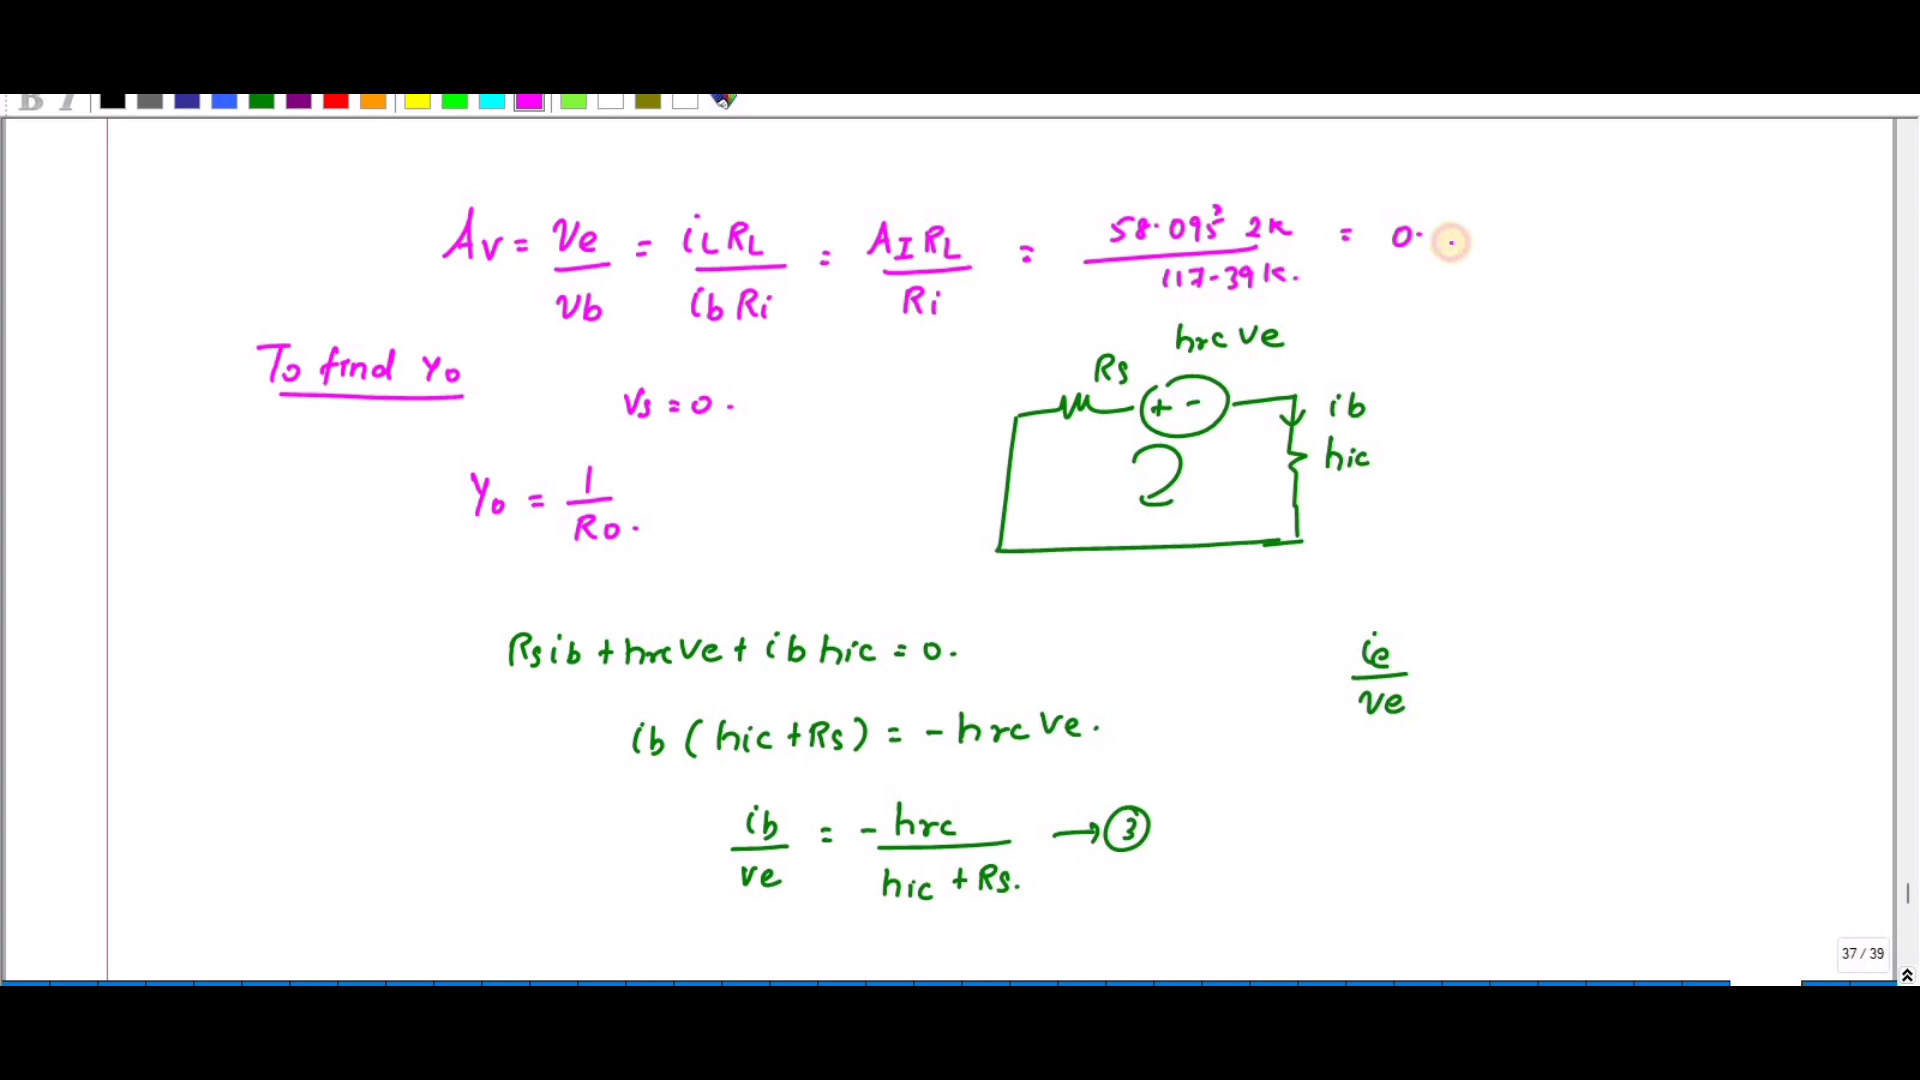 B I
Av = Ve/Vb = iL RL/ib Ri = AI RL/Ri = 58.095 2K/117.39K. = 0.
hrc Ve
To find Yo
Rs
Vs = 0.
+ -
ib
hic
Yo = 1/Ro.
2
Rs ib + hrc Ve + ib hic = 0.
ie/ve
ib (hic + Rs) = - hrc Ve.
ib/ve = - hrc/hic + Rs. → ③
37 / 39